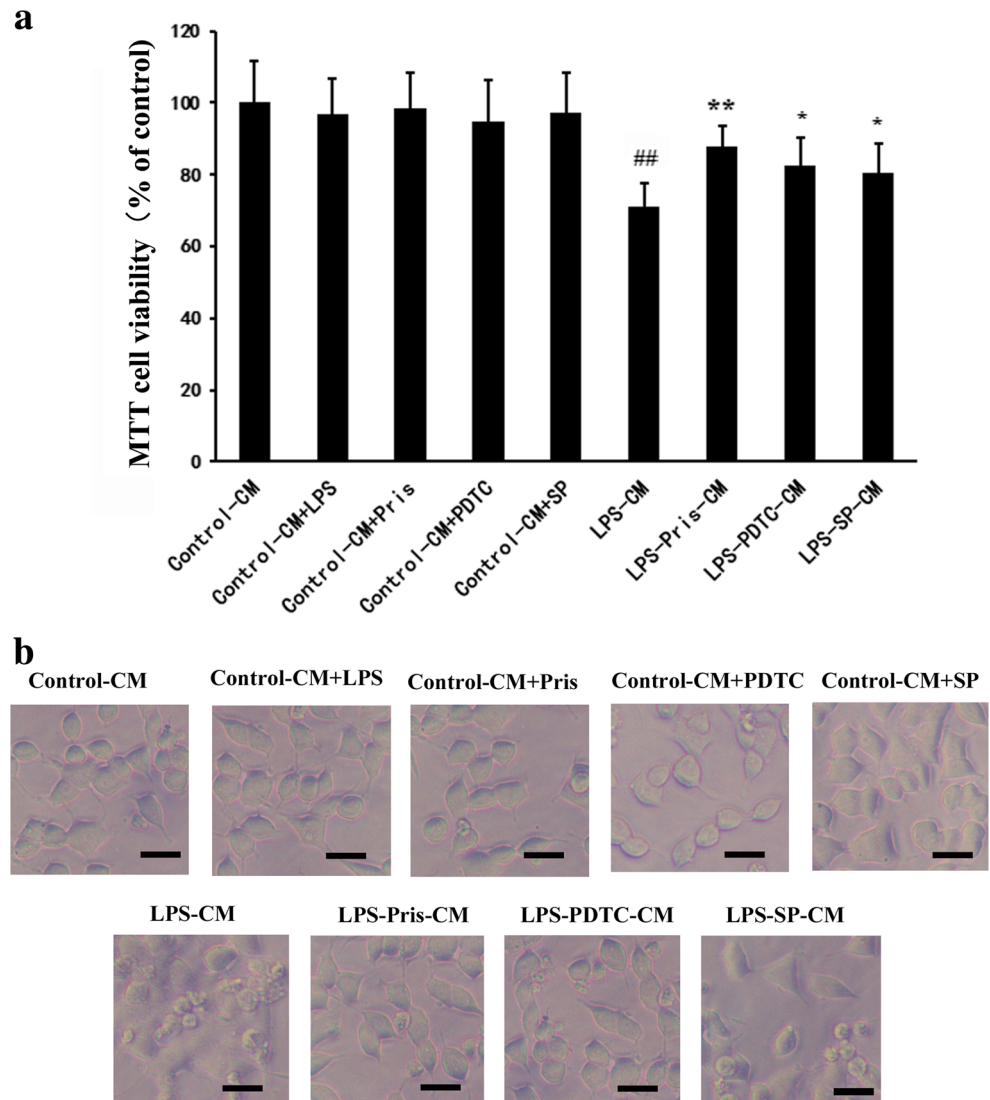 a
MTT cell viability (% of control)
120
100
80
60
40
20
0
##
**
*
*
Control-CM
Control-CM+LPS
Control-CM+Pris
Control-CM+PDTC
Control-CM+SP
LPS-CM
LPS-Pris-CM
LPS-PDTC-CM
LPS-SP-CM
b
Control-CM
Control-CM+LPS
Control-CM+Pris
Control-CM+PDTC
Control-CM+SP
LPS-CM
LPS-Pris-CM
LPS-PDTC-CM
LPS-SP-CM